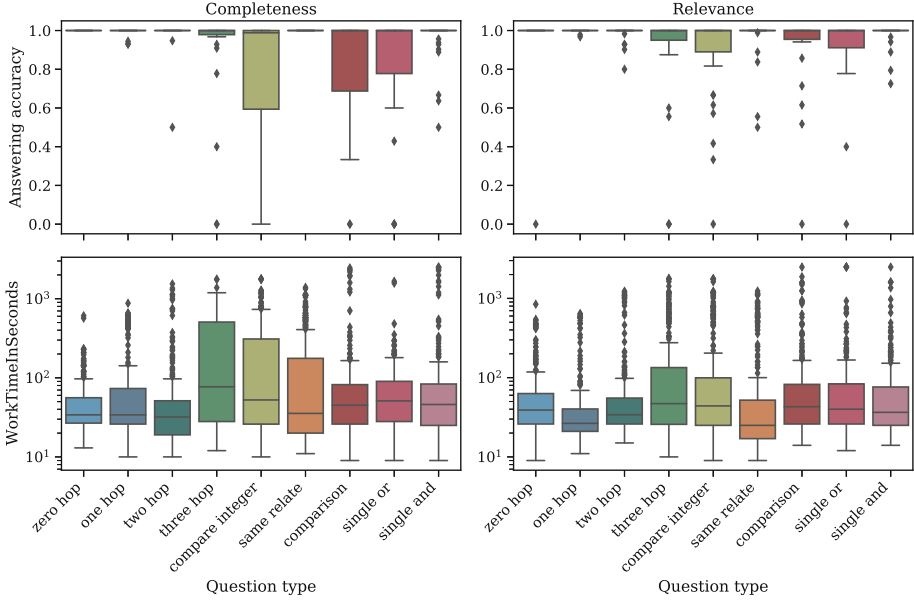 Completeness
Relevance
Answering accuracy
1.0
0.8
0.6
0.4
0.2
0.0
1.0
0.8
0.6
0.4
0.2
0.0
WorkTimeInSeconds
10³
10²
10¹
10³
10²
10¹
zero hop
one hop
two hop
three hop
compare integer
same relate
comparison
single or
single and
zero hop
one hop
two hop
three hop
compare integer
same relate
comparison
single or
single and
Question type
Question type